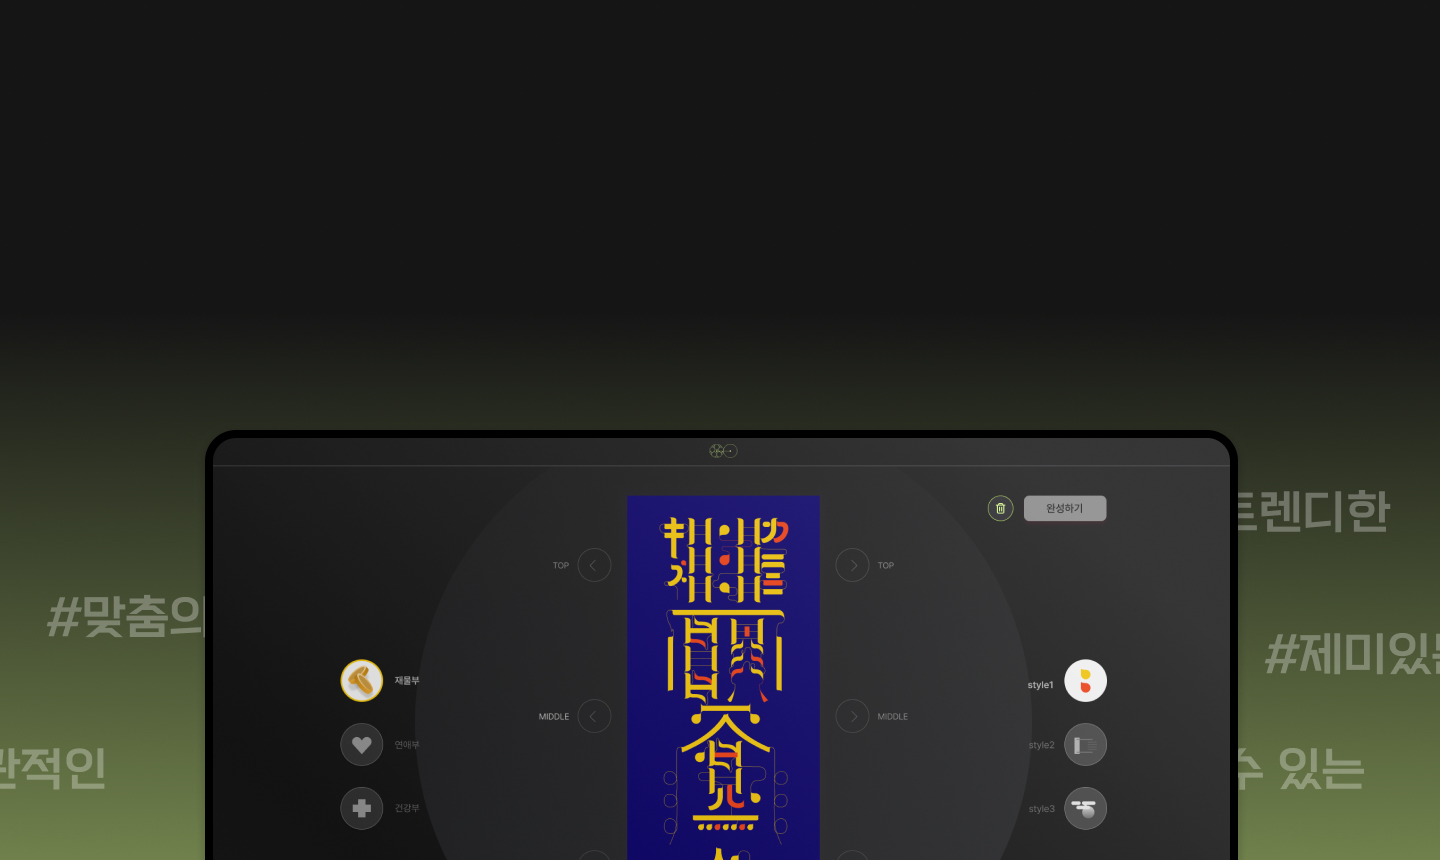 트렌디한
완성하기
TOP
TOP
#맞춤의
#제미있는
재물부
style1
MIDDLE
MIDDLE
연애부
style2
관적인
수 있는
건강부
style3